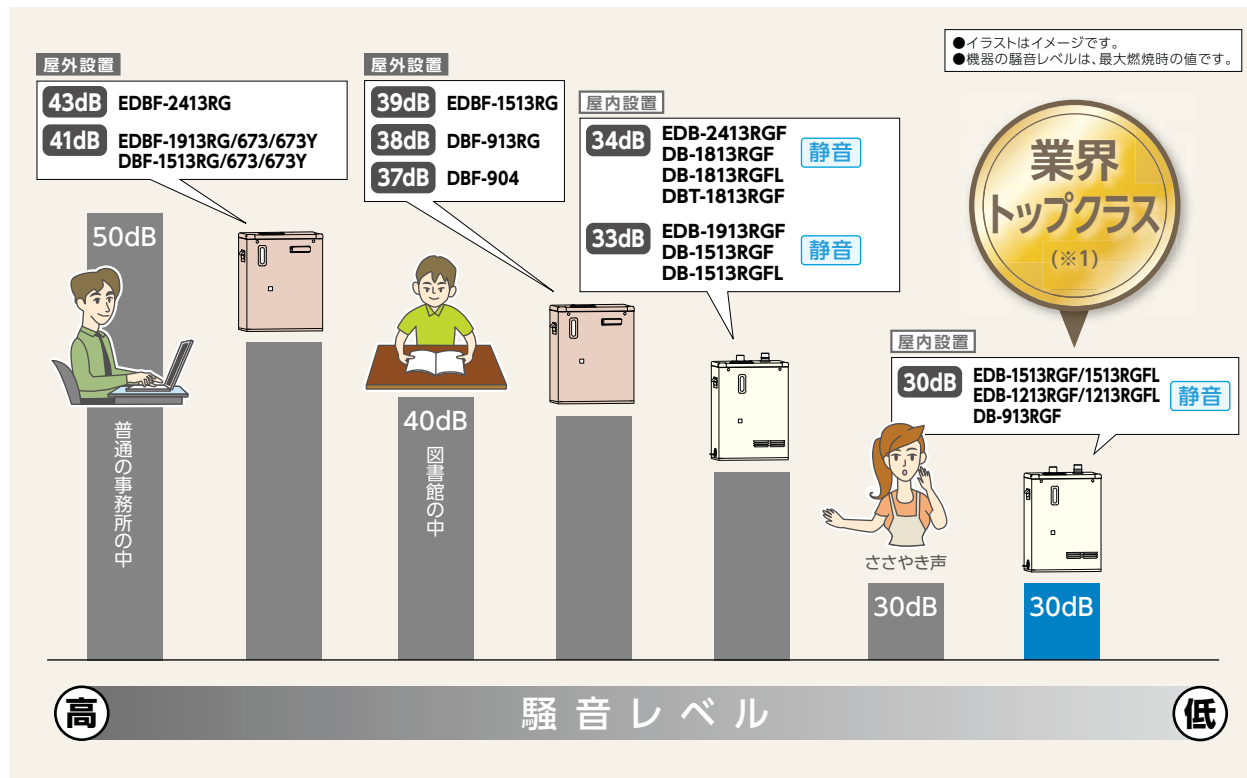 ●イラストはイメージです。
●機器の騒音レベルは、最大燃焼時の値です。
屋外設置
43dB EDBF-2413RG
41dB EDBF-1913RG/673/673Y
DBF-1513RG/673/673Y
屋外設置
39dB EDBF-1513RG
38dB DBF-913RG
37dB DBF-904
屋内設置
34dB EDB-2413RGF
DB-1813RGF
DB-1813RGFL
DBT-1813RGF
静音
33dB EDB-1913RGF
DB-1513RGF
DB-1513RGFL
静音
業界
トップクラス
(※1)
屋内設置
30dB EDB-1513RGF/1513RGFL
EDB-1213RGF/1213RGFL
DB-913RGF
静音
50dB
普通の事務所の中
40dB
図書館の中
ささやき声
30dB
30dB
高
騒音レベル
低